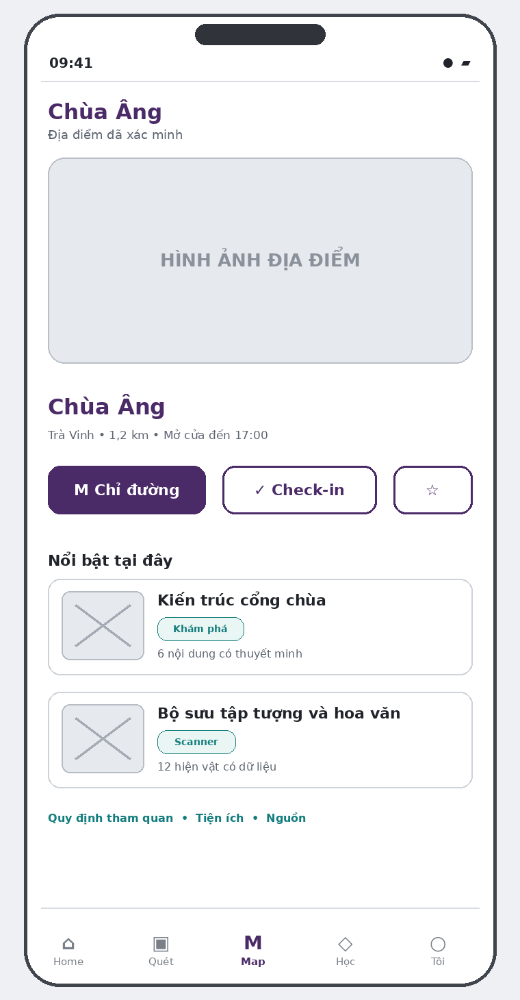 09:41
Chùa Âng
Địa điểm đã xác minh
HÌNH ẢNH ĐỊA ĐIỂM
Chùa Âng
Trà Vinh • 1,2 km • Mở cửa đến 17:00
M Chỉ đường
✓ Check-in
☆
Nổi bật tại đây
Kiến trúc cổng chùa
Khám phá
6 nội dung có thuyết minh
Bộ sưu tập tượng và hoa văn
Scanner
12 hiện vật có dữ liệu
Quy định tham quan • Tiện ích • Nguồn
M
Home Quét Map Học Tôi